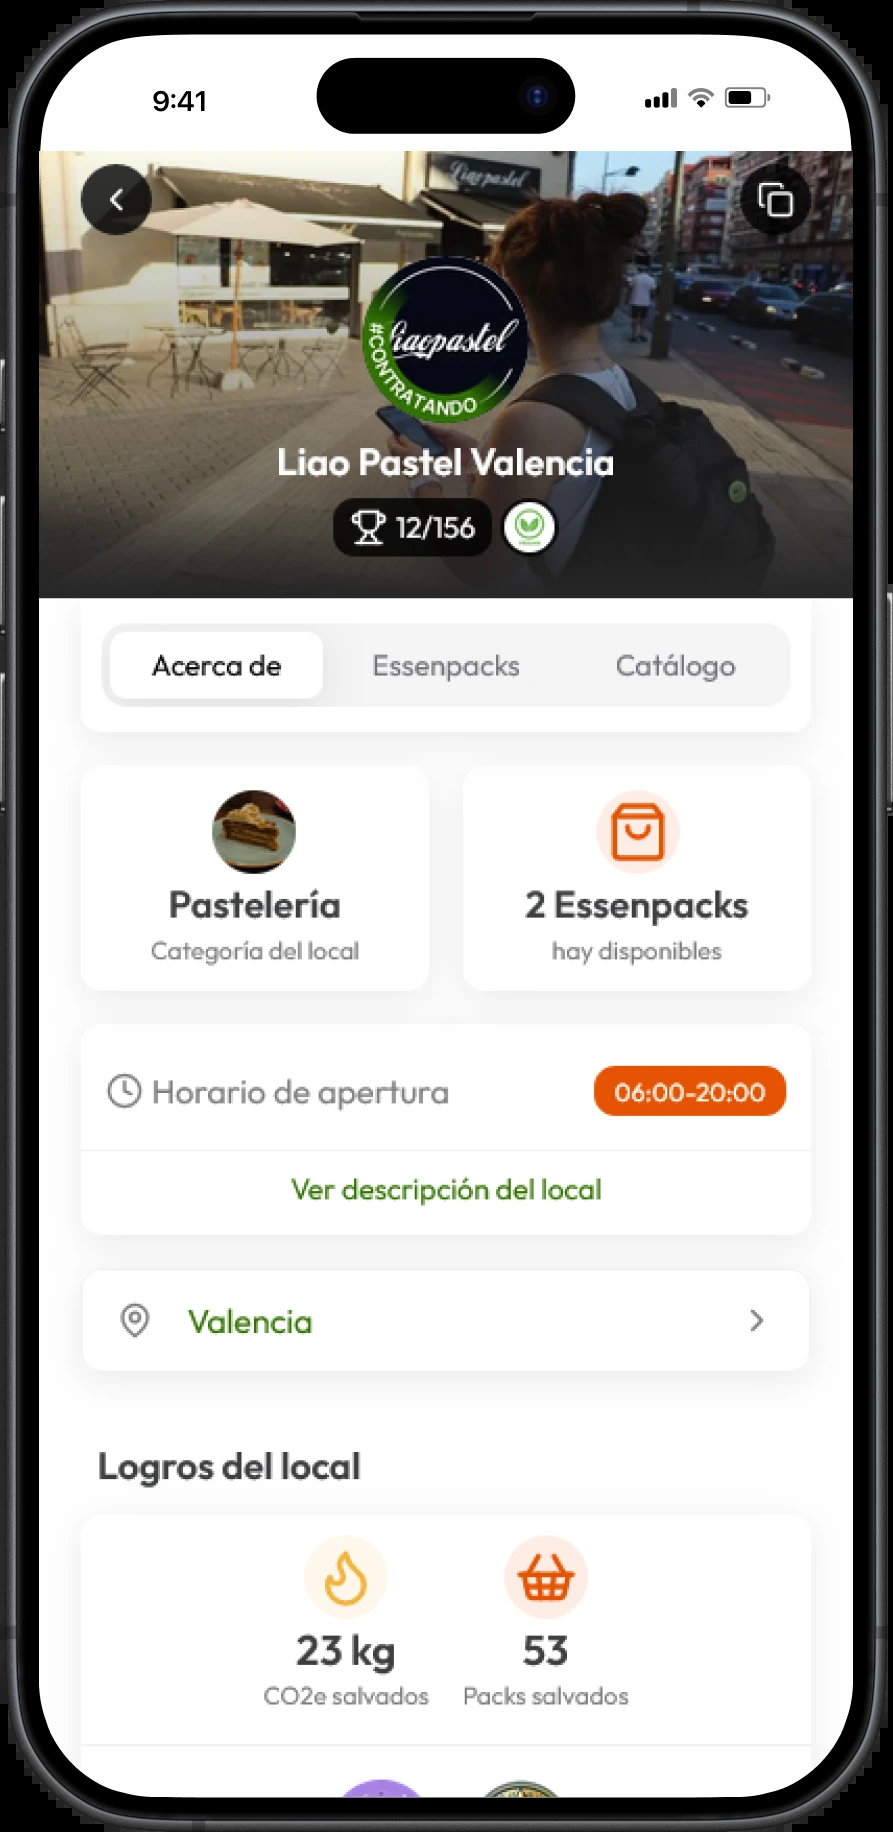 9:41
Liaopastel
liaopastel
#CONTRATANDO
Liao Pastel Valencia
12/156
Acerca de
Essenpacks
Catálogo
Pastelería
Categoría del local
2 Essenpacks
hay disponibles
Horario de apertura
06:00-20:00
Ver descripción del local
Valencia
Logros del local
23 kg
CO2e salvados
53
Packs salvados